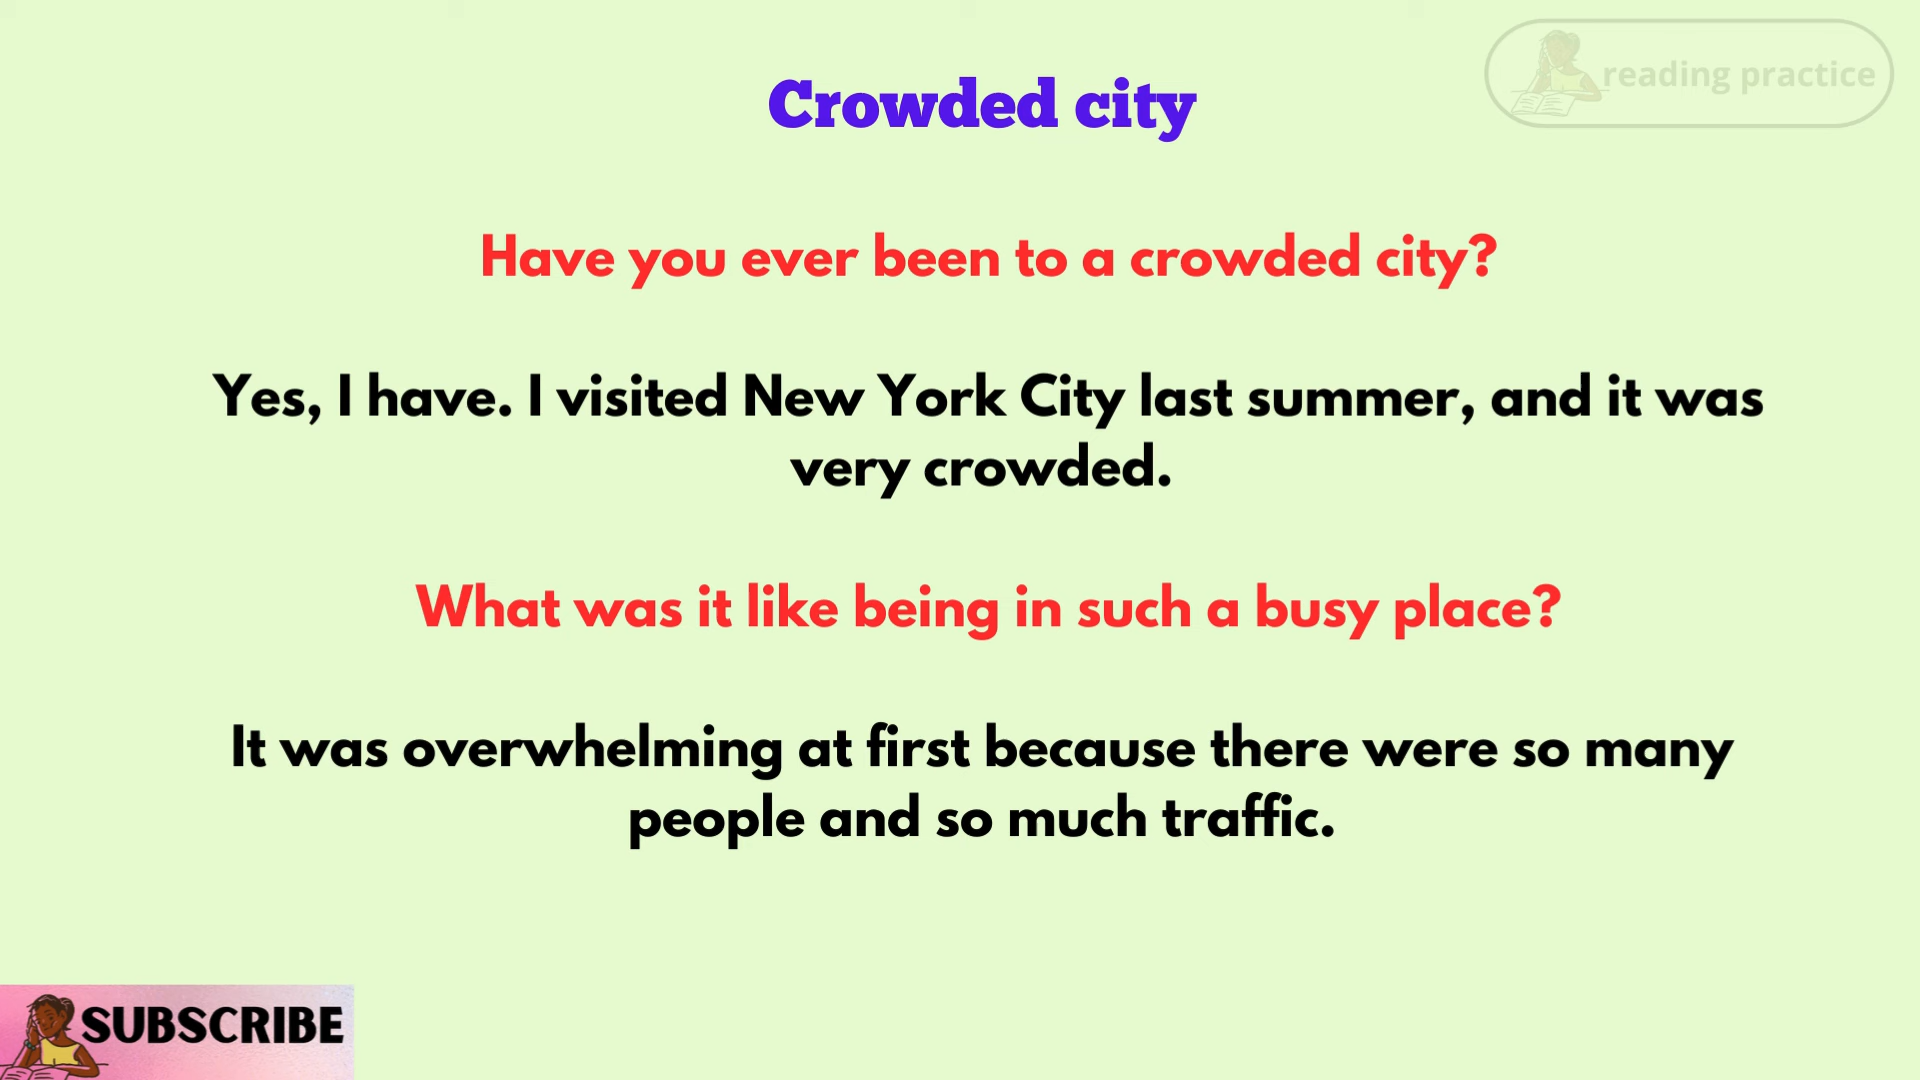 reading practice
Crowded city
Have you ever been to a crowded city?
Yes, I have. I visited New York City last summer, and it was
very crowded.
What was it like being in such a busy place?
It was overwhelming at first because there were so many
people and so much traffic.
SUBSCRIBE